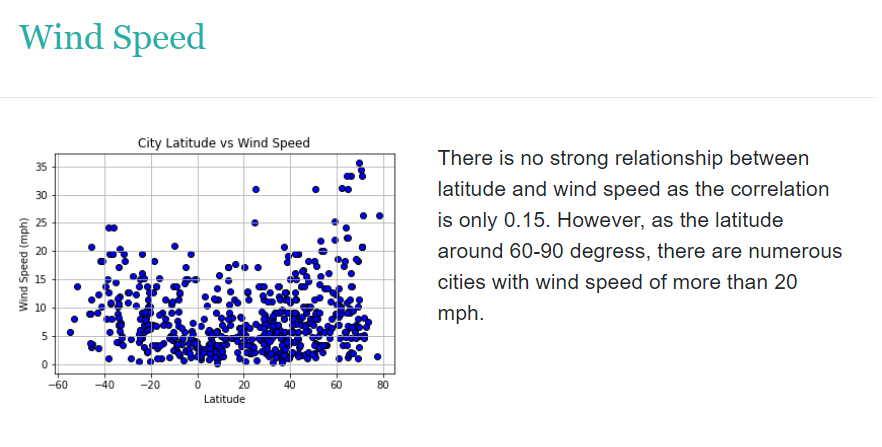 Wind Speed
City Latitude vs Wind Speed
35
30
25
20
15
10
5
0
Wind Speed (mph)
−60 −40 −20 0 20 40 60 80
Latitude
There is no strong relationship between
latitude and wind speed as the correlation
is only 0.15. However, as the latitude
around 60-90 degress, there are numerous
cities with wind speed of more than 20
mph.